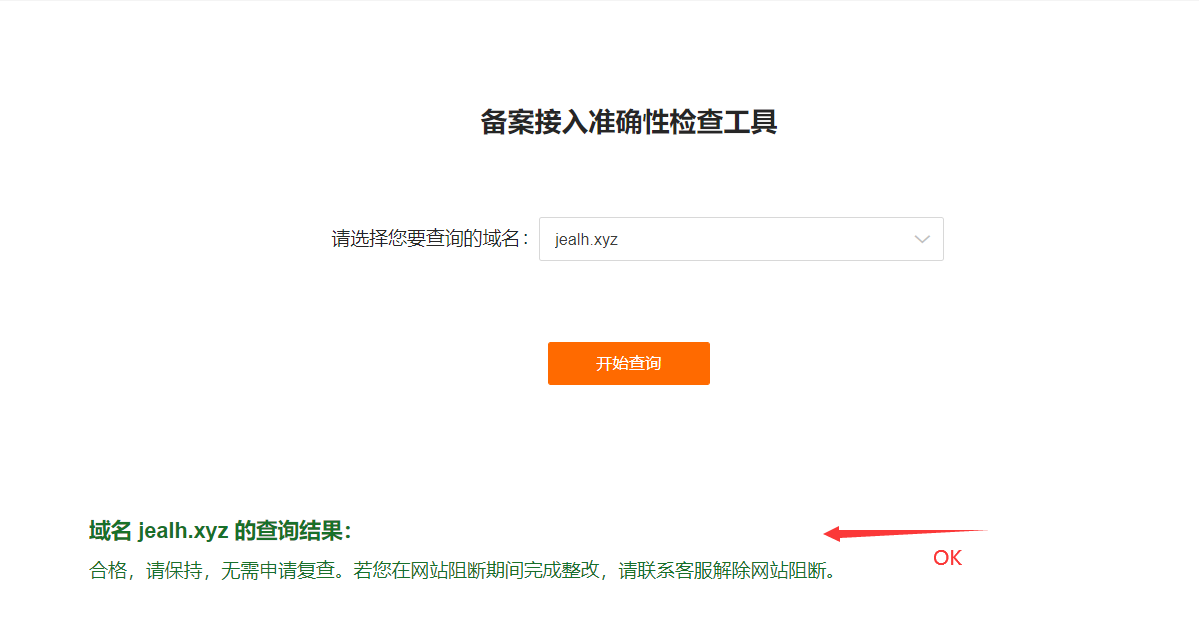 备案接入准确性检查工具
请选择您要查询的域名： jealh.xyz
开始查询
域名 jealh.xyz 的查询结果：
合格，请保持，无需申请复查。若您在网站阻断期间完成整改，请联系客服解除网站阻断。
OK